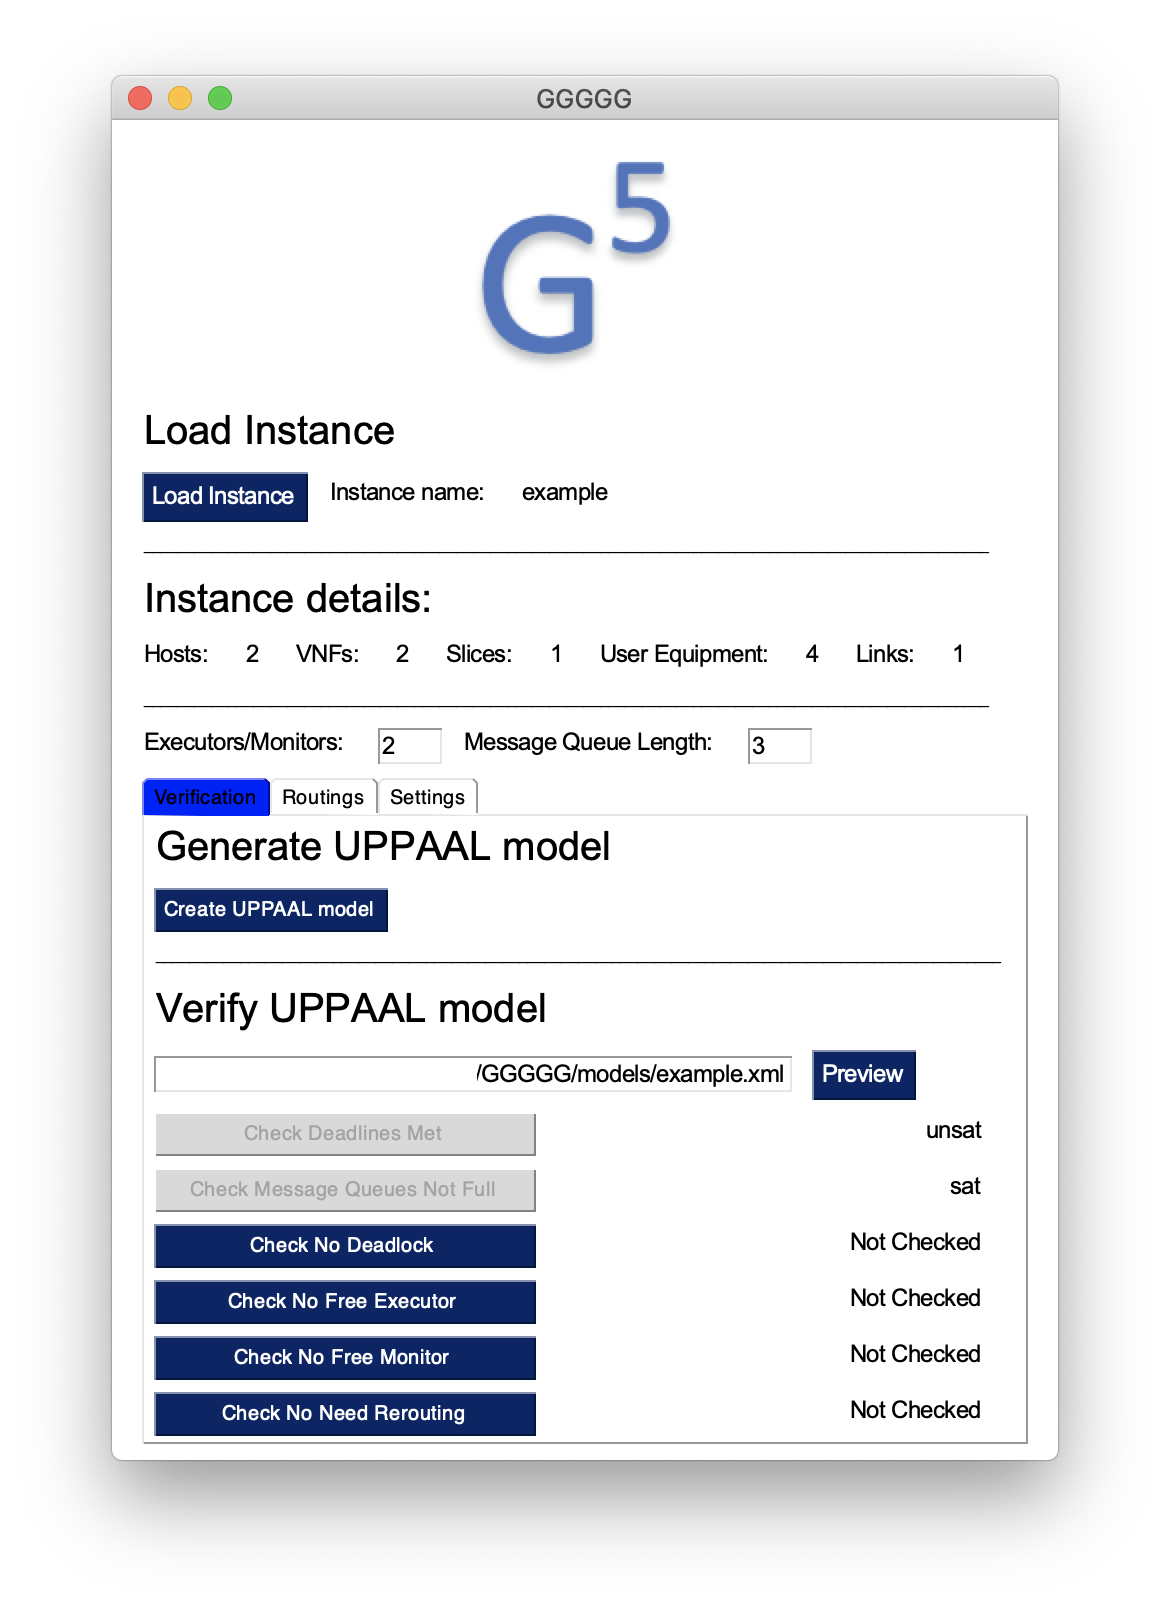 GGGGG
G5
Load Instance
Load Instance Instance name: example
Instance details:
Hosts: 2 VNFs: 2 Slices: 1 User Equipment: 4 Links: 1
Executors/Monitors: 2 Message Queue Length: 3
Verification Routings Settings
Generate UPPAAL model
Create UPPAAL model
Verify UPPAAL model
/GGGGG/models/example.xml Preview
Check Deadlines Met unsat
Check Message Queues Not Full sat
Check No Deadlock Not Checked
Check No Free Executor Not Checked
Check No Free Monitor Not Checked
Check No Need Rerouting Not Checked